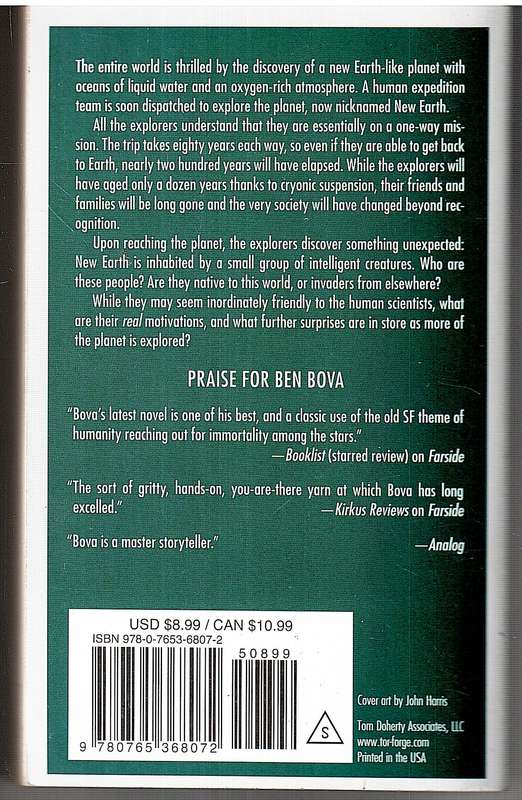 The entire world is thrilled by the discovery of a new Earth-like planet with
oceans of liquid water and an oxygen-rich atmosphere. A human expedition
team is soon dispatched to explore the planet, now nicknamed New Earth.
All the explorers understand that they are essentially on a one-way mis-
sion. The trip takes eighty years each way, so even if they are able to get back
to Earth, nearly two hundred years will have elapsed. While the explorers will
have aged only a dozen years thanks to cryonic suspension, their friends and
families will be long gone and the very society will have changed beyond rec-
ognition.
Upon reaching the planet, the explorers discover something unexpected:
New Earth is inhabited by a small group of intelligent creatures. Who are
these people? Are they native to this world, or invaders from elsewhere?
While they may seem inordinately friendly to the human scientists, what
are their real motivations, and what further surprises are in store as more of
the planet is explored?
PRAISE FOR BEN BOVA
“Bova’s latest novel is one of his best, and a classic use of the old SF theme of
humanity reaching out for immortality among the stars.”
—Booklist (starred review) on Farside
“The sort of gritty, hands-on, you-are-there yarn at which Bova has long
excelled.” —Kirkus Reviews on Farside
“Bova is a master storyteller.” —Analog
USD $8.99 / CAN $10.99
ISBN 978-0-7653-6807-2
50899
9 780765 368072
S
Cover art by John Harris
Tom Doherty Associates, LLC
www.tor-forge.com
Printed in the USA